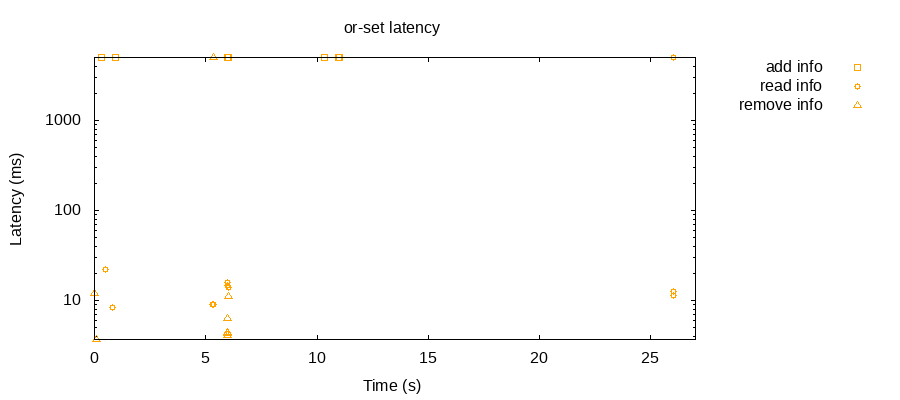 or-set latency
add info
read info
remove info
Latency (ms)
1000
100
10
0 5 10 15 20 25
Time (s)